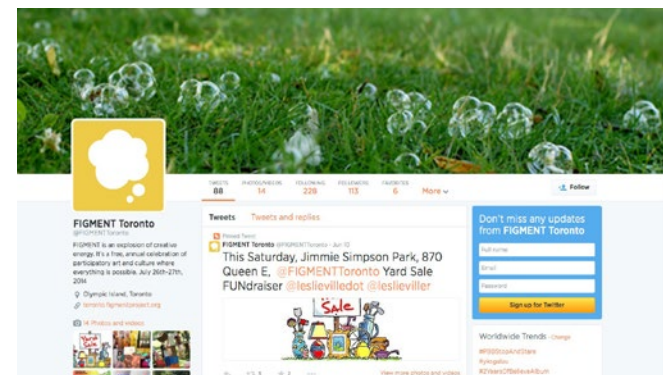 TWEETS
88
PHOTOS/VIDEOS
14
FOLLOWING
228
FOLLOWERS
113
FAVORITES
6
More
Follow
FIGMENT Toronto
@FIGMENTToronto
FIGMENT is an explosion of creative
energy. It's a free, annual celebration of
participatory art and culture where
everything is possible. July 26th-27th,
2014
Olympic Island, Toronto
toronto.figmentproject.org
14 Photos and videos
Yard
Sale
Tweets
Tweets and replies
Pinned Tweet
FIGMENT Toronto @FIGMENTToronto · Jun 12
This Saturday, Jimmie Simpson Park, 870
Queen E, @FIGMENTToronto Yard Sale
FUNdraiser @leslievilledot @leslieviller
SALE
View more photos and videos
Don't miss any updates
from FIGMENT Toronto
Full name
Email
Password
Sign up for Twitter
Worldwide Trends · Change
#2YearsOfBelieveAlbum